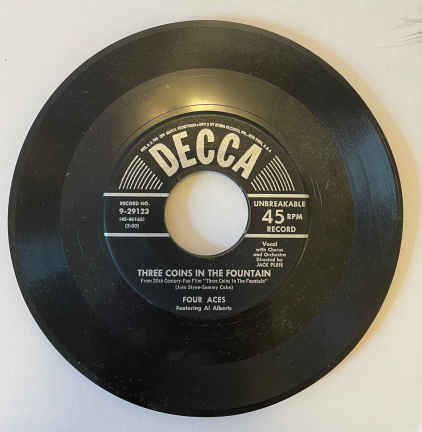 DECCA
RECORD NO.
9-29123
UNBREAKABLE
45 RPM
RECORD
Vocal
with Chorus
and Orchestra
Directed by
JACK PLEIS
THREE COINS IN THE FOUNTAIN
From 20th Century-Fox Film "Three Coins In The Fountain"
(Jule Styne-Sammy Cahn)
FOUR ACES
Featuring Al Alberts